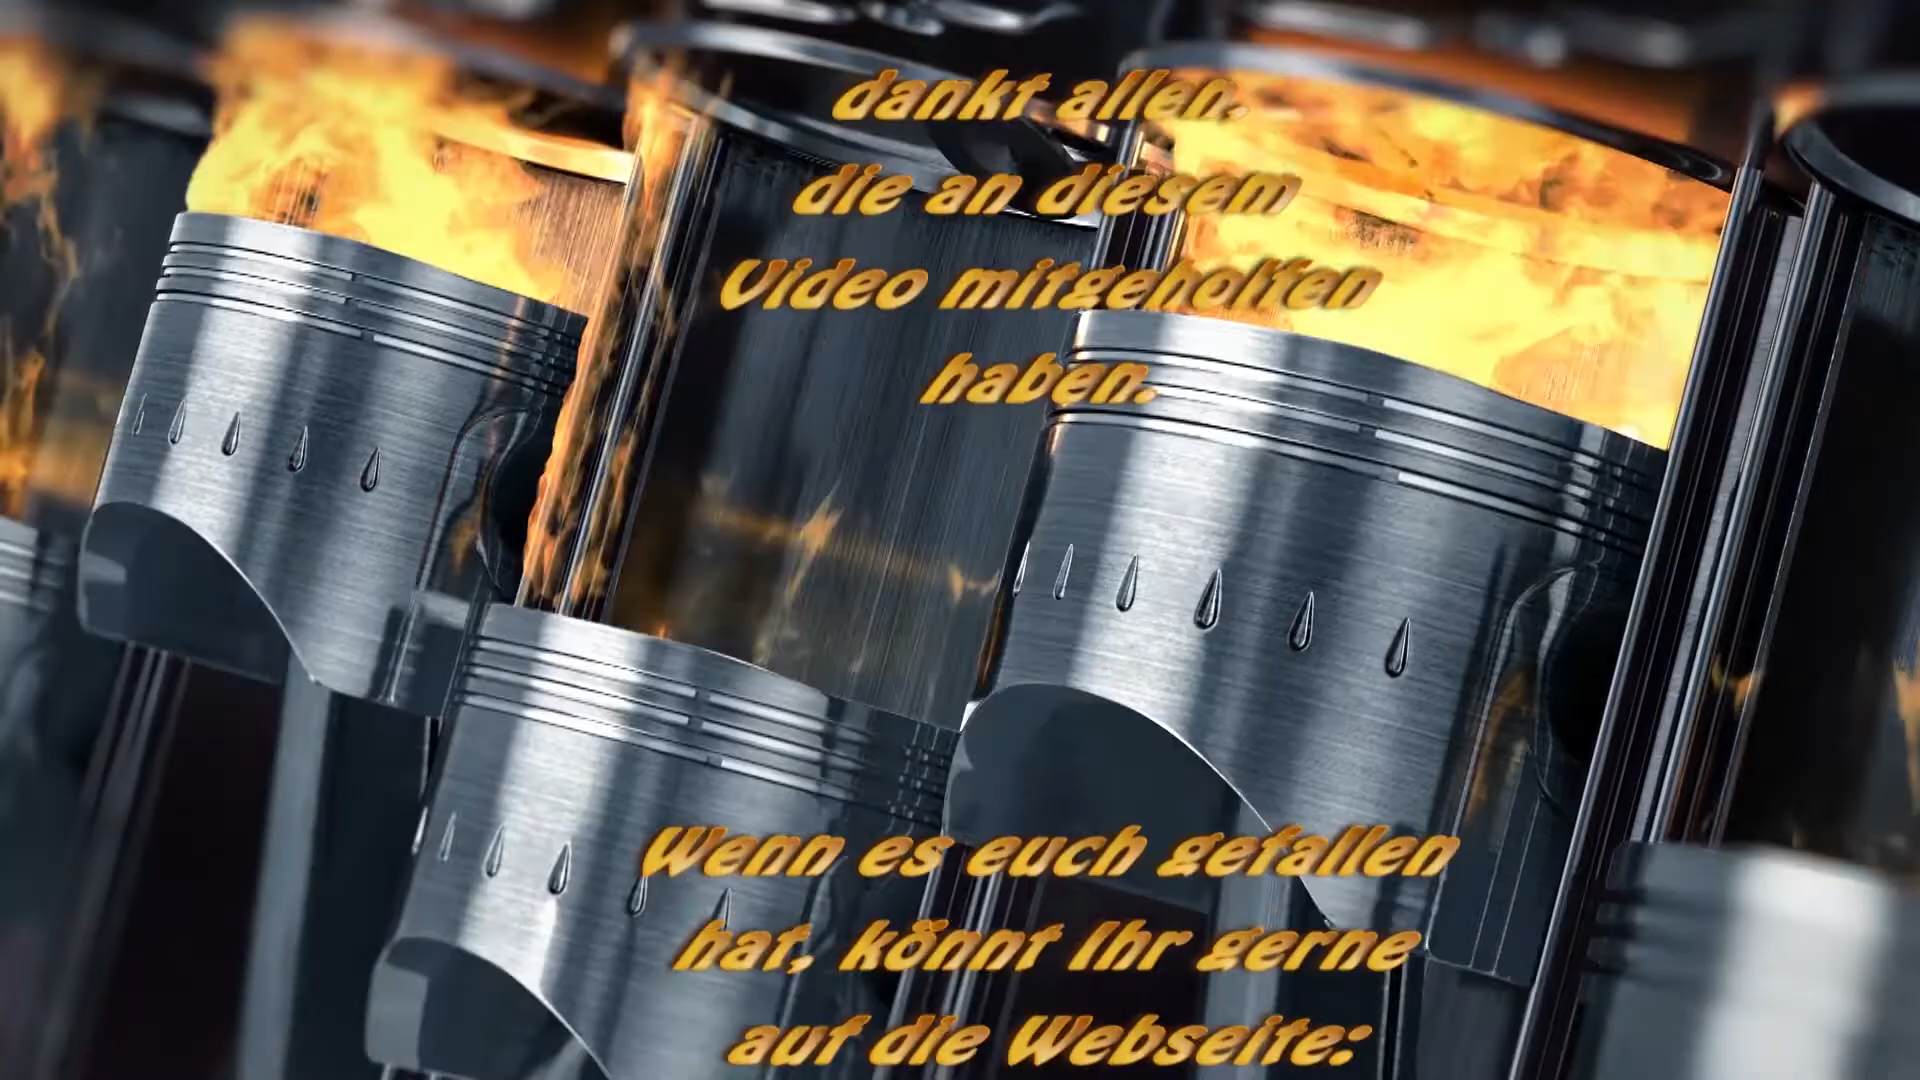 dankt allen,
die an diesem
Video mitgeholfen
haben.
Wenn es euch gefallen
hat, könnt Ihr gerne
auf die Webseite: